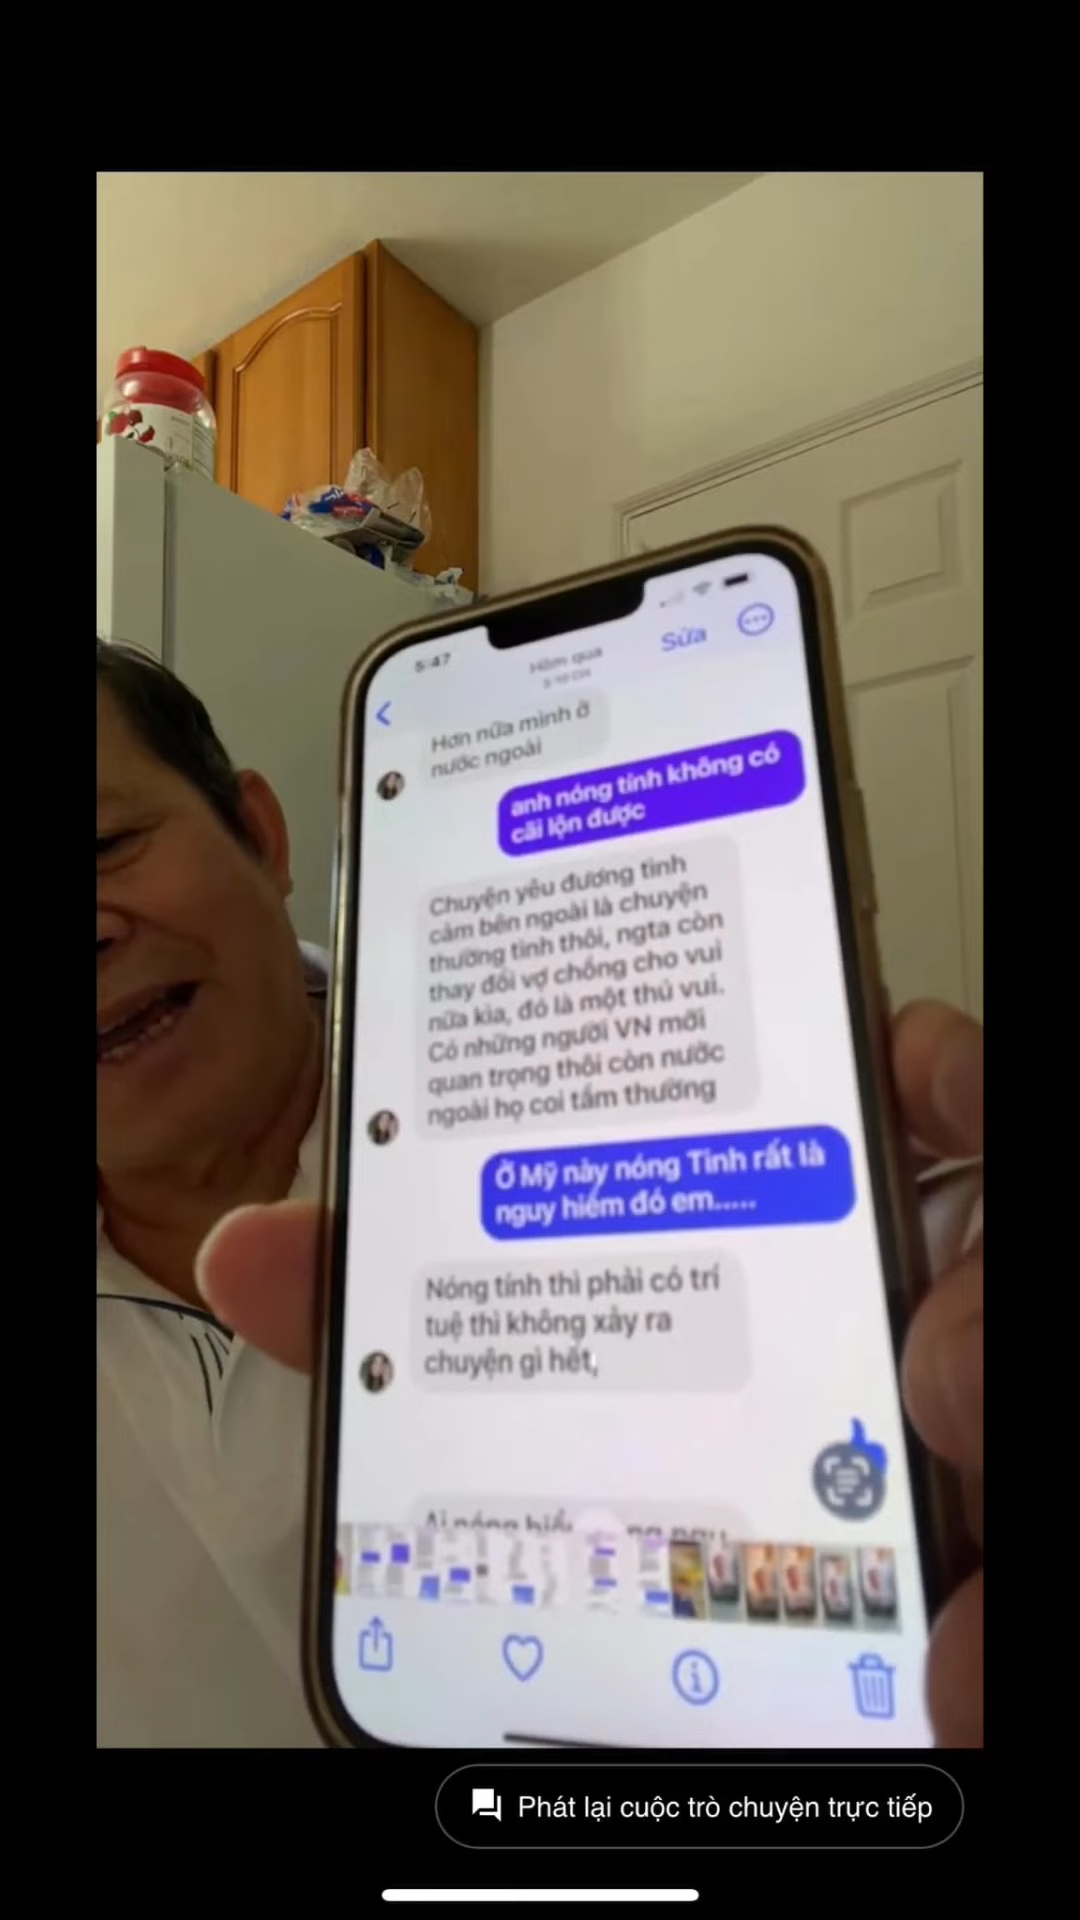 5:47
Hôm qua
Sửa
Hơn nữa mình ở
nước ngoài
anh nóng tính không có
cãi lộn được
Chuyện yêu đương tình
cảm bên ngoài là chuyện
thường tình thôi, ngta còn
thay đổi vợ chồng cho vui
nữa kìa, đó là một thú vui.
Có những người VN mới
quan trọng thôi còn nước
ngoài họ coi tầm thường
Ở Mỹ này nóng Tính rất là
nguy hiểm đó em.....
Nóng tính thì phải có trí
tuệ thì không xảy ra
chuyện gì hết,
Phát lại cuộc trò chuyện trực tiếp